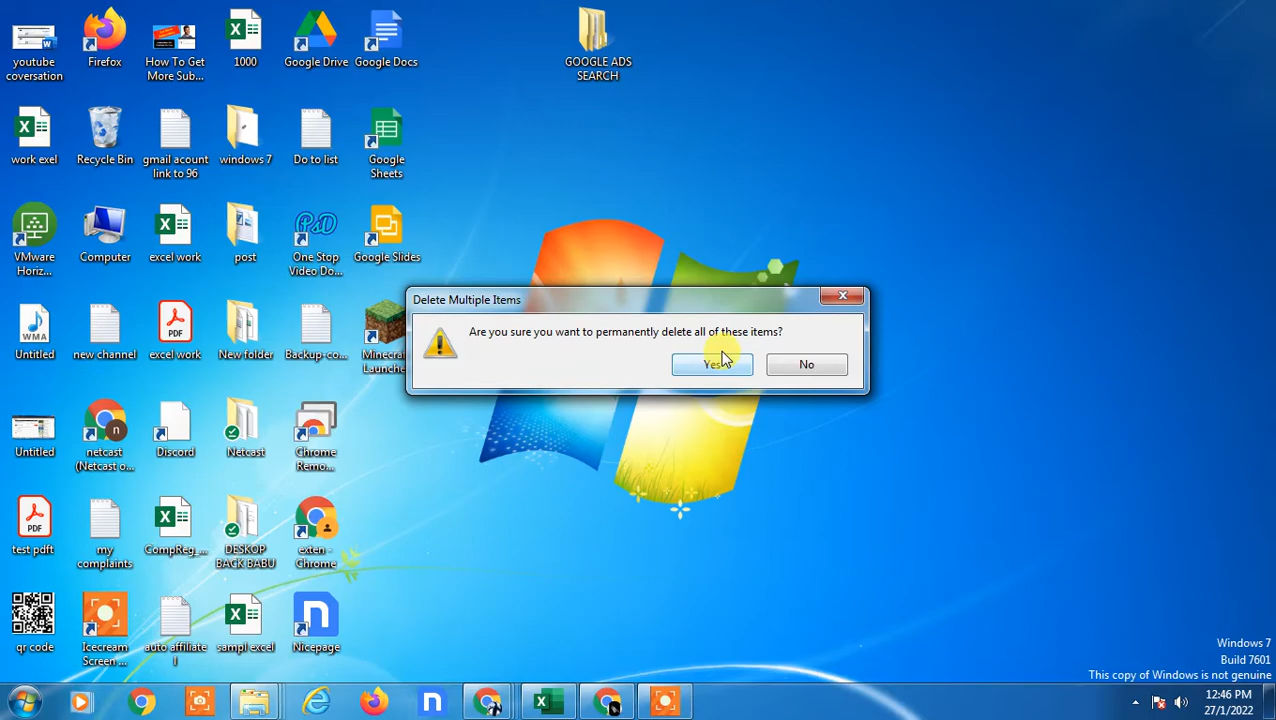 youtube
coversation
Firefox
How To Get
More Sub...
1000
Google Drive
Google Docs
GOOGLE ADS
SEARCH
work exel
Recycle Bin
gmail acount
link to 96
windows 7
Do to list
Google
Sheets
VMware
Horiz...
Computer
excel work
post
One Stop
Video Do...
Google Slides
Untitled
new channel
excel work
New folder
Backup-co...
Minecraf
Launche
Delete Multiple Items
Are you sure you want to permanently delete all of these items?
Yes
No
Untitled
netcast
(Netcast o...
Discord
Netcast
Chrome
Remo...
test pdft
my
complaints
CompReg_...
DESKOP
BACK BABU
exten -
Chrome
qr code
Icecream
Screen ...
auto affiliate
l
sampl excel
Nicepage
Windows 7
Build 7601
This copy of Windows is not genuine
12:46 PM
27/1/2022